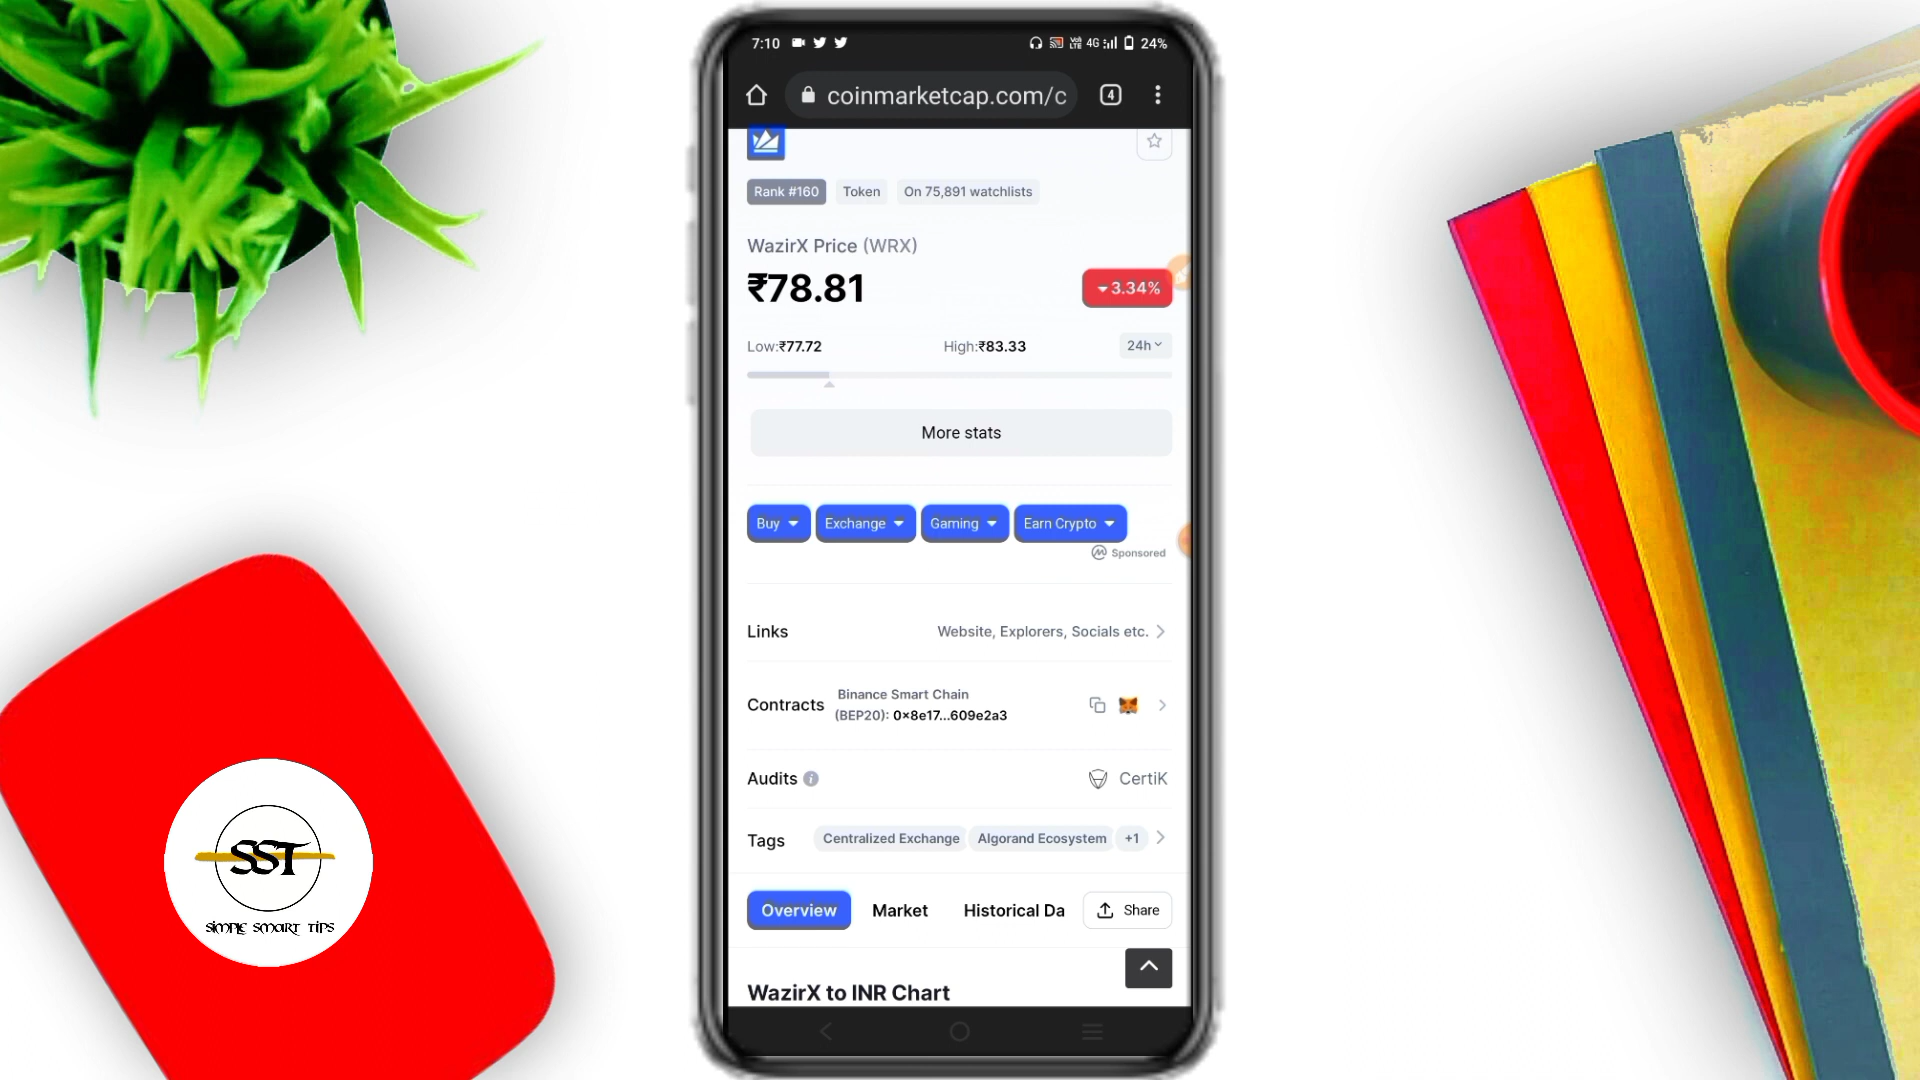 7:10
4G
24%
coinmarketcap.com/c
4
Rank #160
Token
On 75,891 watchlists
WazirX Price (WRX)
₹78.81
3.34%
Low:₹77.72
High:₹83.33
24h
More stats
Buy
Exchange
Gaming
Earn Crypto
Sponsored
Links
Website, Explorers, Socials etc.
Contracts
Binance Smart Chain
(BEP20): 0x8e17...609e2a3
Audits
CertiK
Tags
Centralized Exchange
Algorand Ecosystem
+1
Overview
Market
Historical Da
Share
WazirX to INR Chart
SST
SIMPLE SMART TIPS